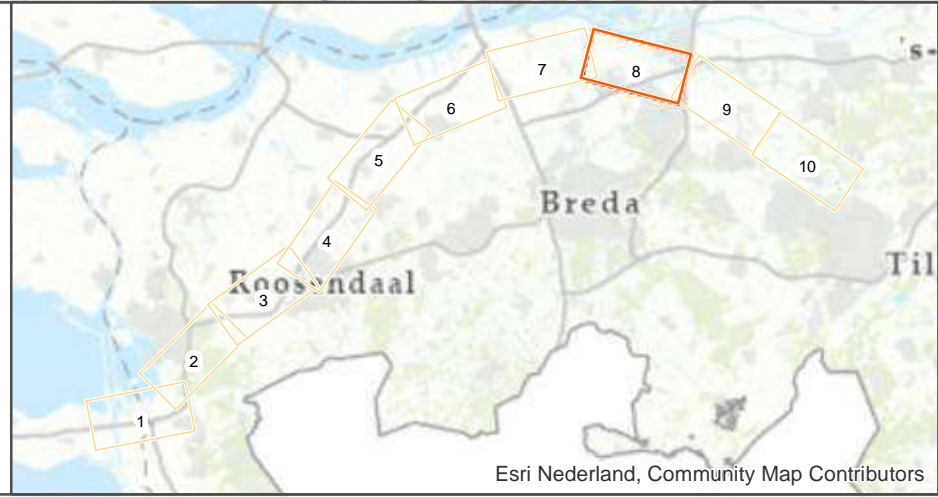 's-
7
8
6
9
5
10
Breda
4
Til
Roosendaal
3
2
1
Esri Nederland, Community Map Contributors